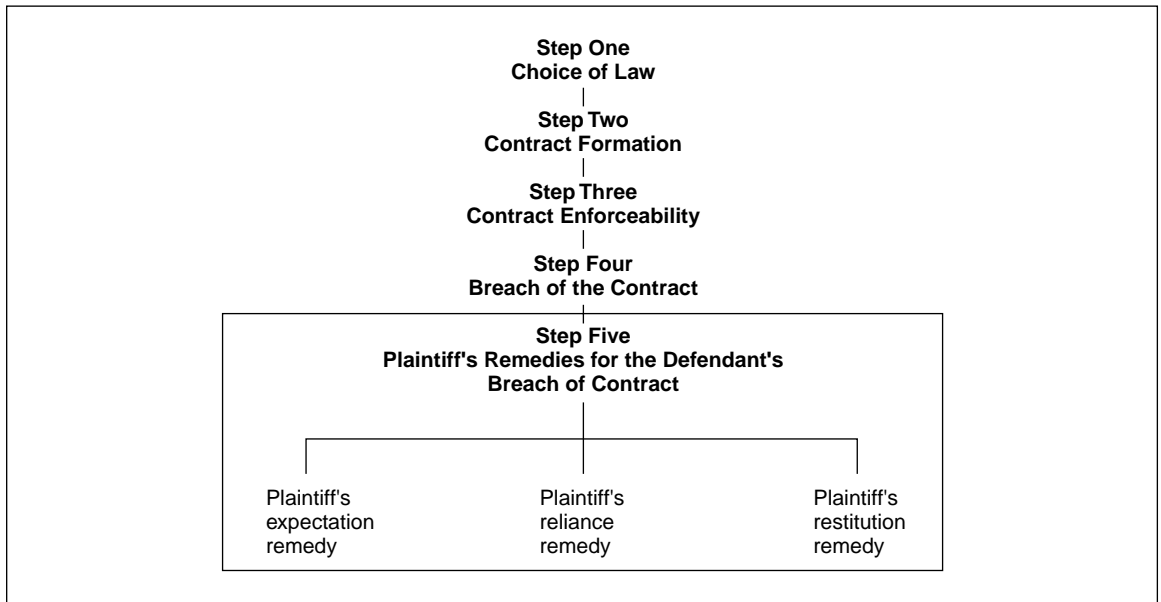 Step One
Choice of Law
Step Two
Contract Formation
Step Three
Contract Enforceability
Step Four
Breach of the Contract
Step Five
Plaintiff's Remedies for the Defendant's
Breach of Contract
Plaintiff's
expectation
remedy
Plaintiff's
reliance
remedy
Plaintiff's
restitution
remedy